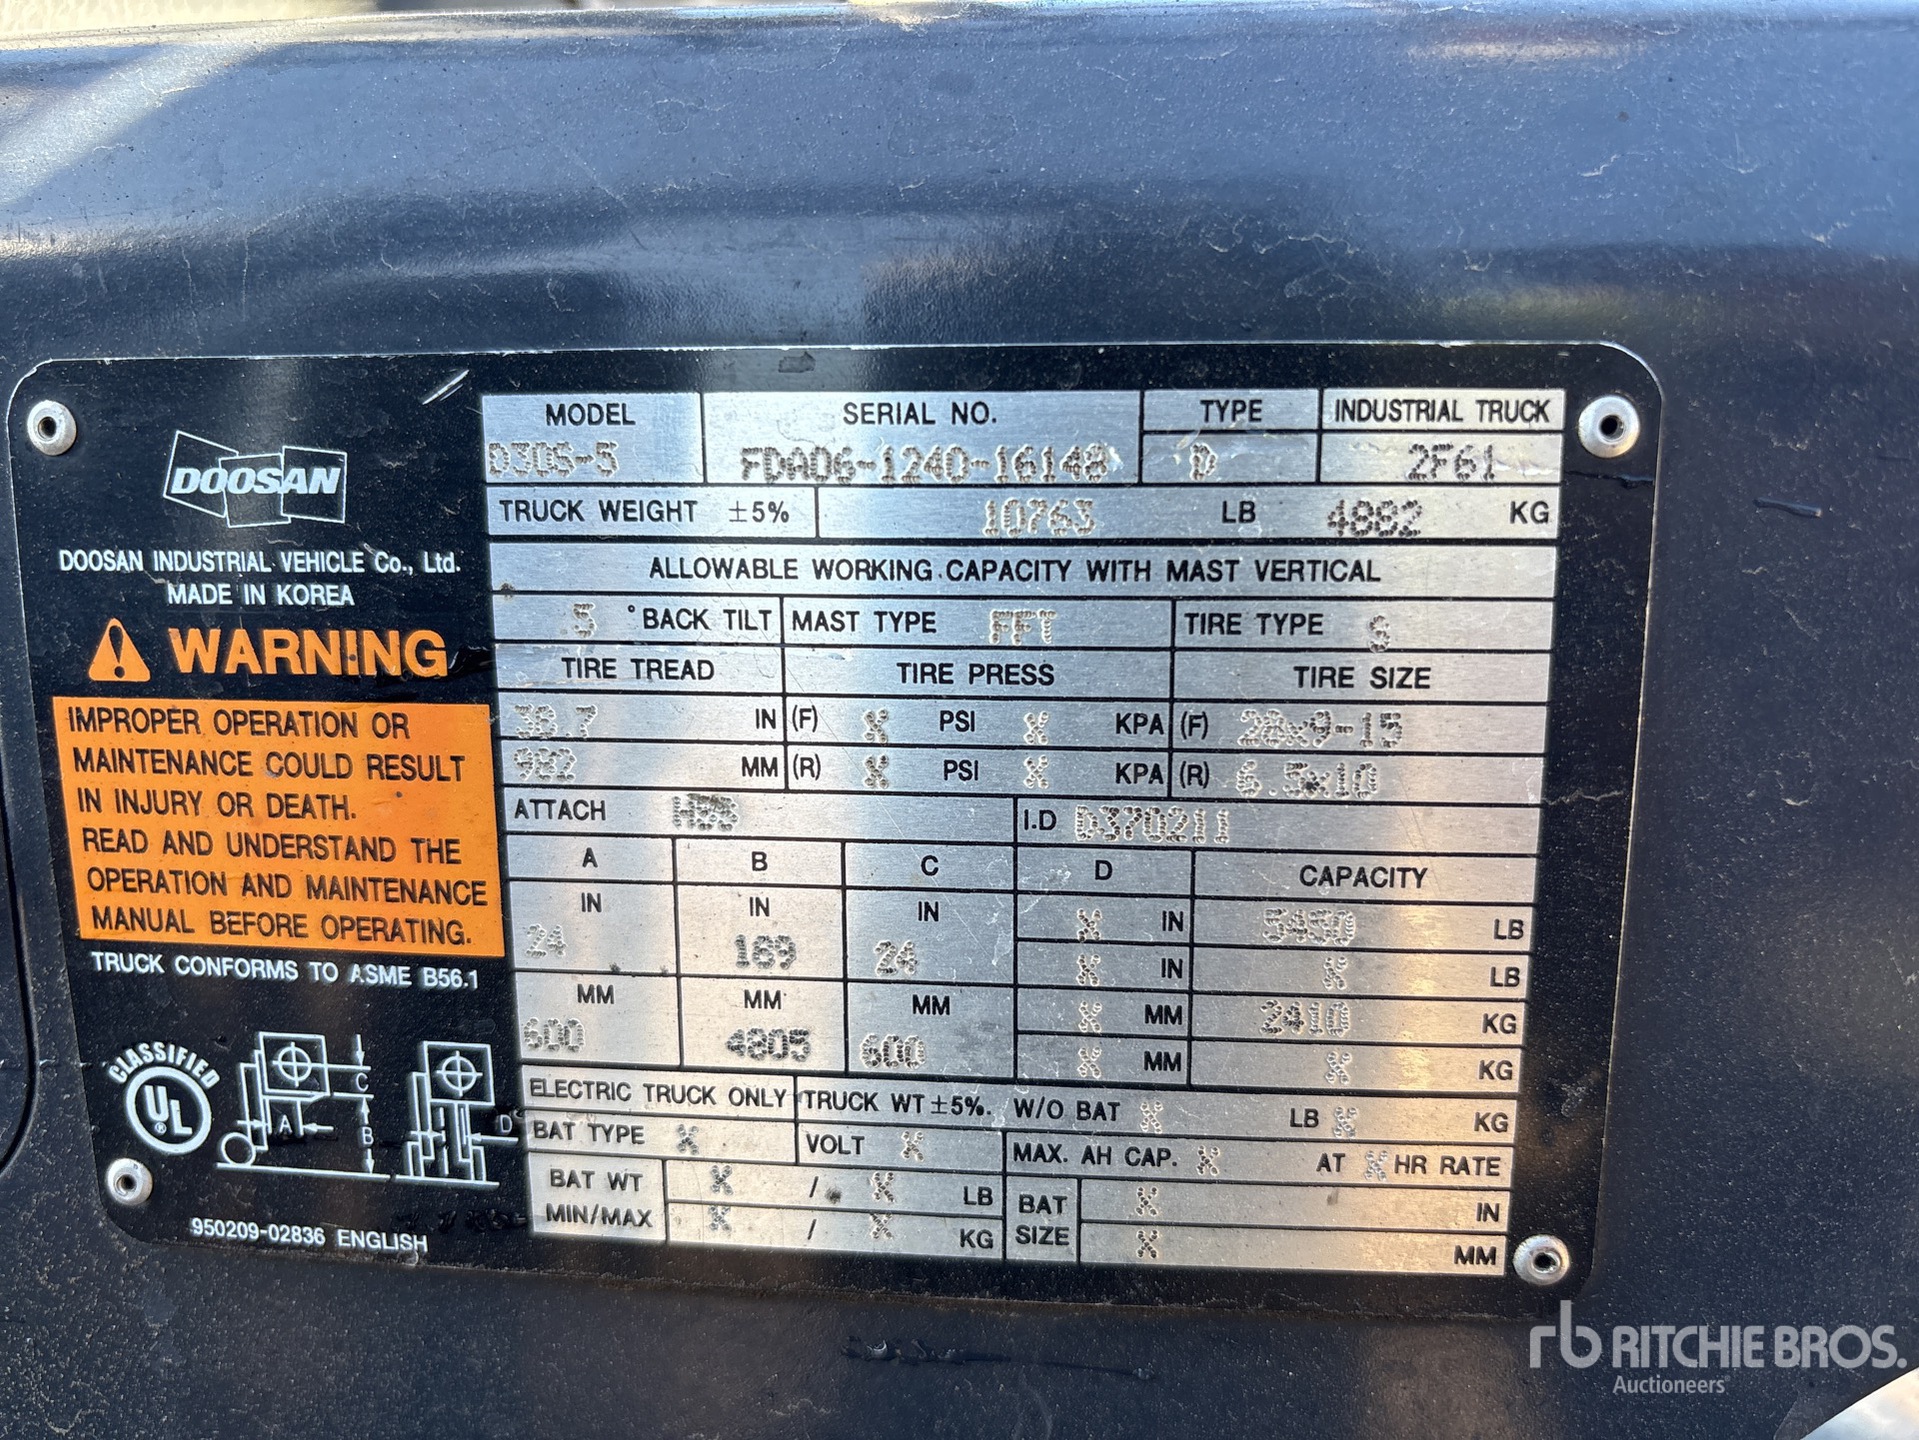 DOOSAN
DOOSAN INDUSTRIAL VEHICLE Co., Ltd.
MADE IN KOREA
WARNING
IMPROPER OPERATION OR
MAINTENANCE COULD RESULT
IN INJURY OR DEATH.
READ AND UNDERSTAND THE
OPERATION AND MAINTENANCE
MANUAL BEFORE OPERATING.
TRUCK CONFORMS TO ASME B56.1
CLASSIFIED
UL
®
A B C D
950209-02836 ENGLISH
MODEL SERIAL NO. TYPE INDUSTRIAL TRUCK
D30S-5 FDA06-1240-16148 D 2F61
TRUCK WEIGHT ±5% 10763 LB 4882 KG
ALLOWABLE WORKING CAPACITY WITH MAST VERTICAL
5 °BACK TILT MAST TYPE FFT TIRE TYPE S
TIRE TREAD TIRE PRESS TIRE SIZE
38.7 IN (F) X PSI X KPA (F) 28x9-15
982 MM (R) X PSI X KPA (R) 6.5x10
ATTACH I.D D370211
A B C D CAPACITY
IN IN IN X IN 5450 LB
24 169 24 X IN X LB
MM MM MM X MM 2410 KG
600 4805 600 X MM X KG
ELECTRIC TRUCK ONLY TRUCK WT ±5%. W/O BAT X LB X KG
BAT TYPE X VOLT X MAX. AH CAP. X AT X HR RATE
BAT WT X / X LB BAT X IN
MIN/MAX X / X KG SIZE X MM
rb RITCHIE BROS.
Auctioneers